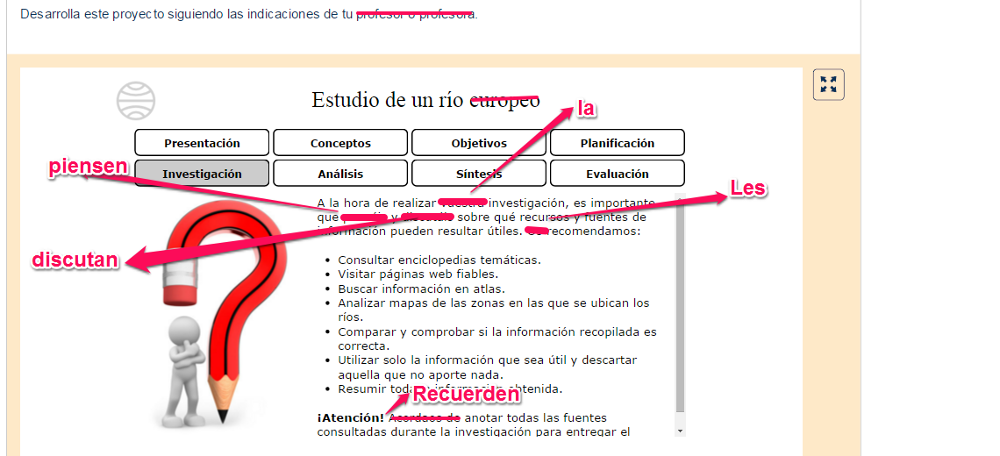 Desarrolla este proyecto siguiendo las indicaciones de tu profesor o profesora.
Estudio de un río europeo
la
Presentación Conceptos Objetivos Planificación
piensen
Investigación Análisis Síntesis Evaluación
Les
A la hora de realizar vuestra investigación, es importante
que y sobre qué recursos y fuentes de
información pueden resultar útiles. recomendamos:
discutan
• Consultar enciclopedias temáticas.
• Visitar páginas web fiables.
• Buscar información en atlas.
• Analizar mapas de las zonas en las que se ubican los
ríos.
• Comparar y comprobar si la información recopilada es
correcta.
• Utilizar solo la información que sea útil y descartar
aquella que no aporte nada.
• Resumir toda información obtenida.
Recuerden
¡Atención! Acordaos de anotar todas las fuentes
consultadas durante la investigación para entregar el